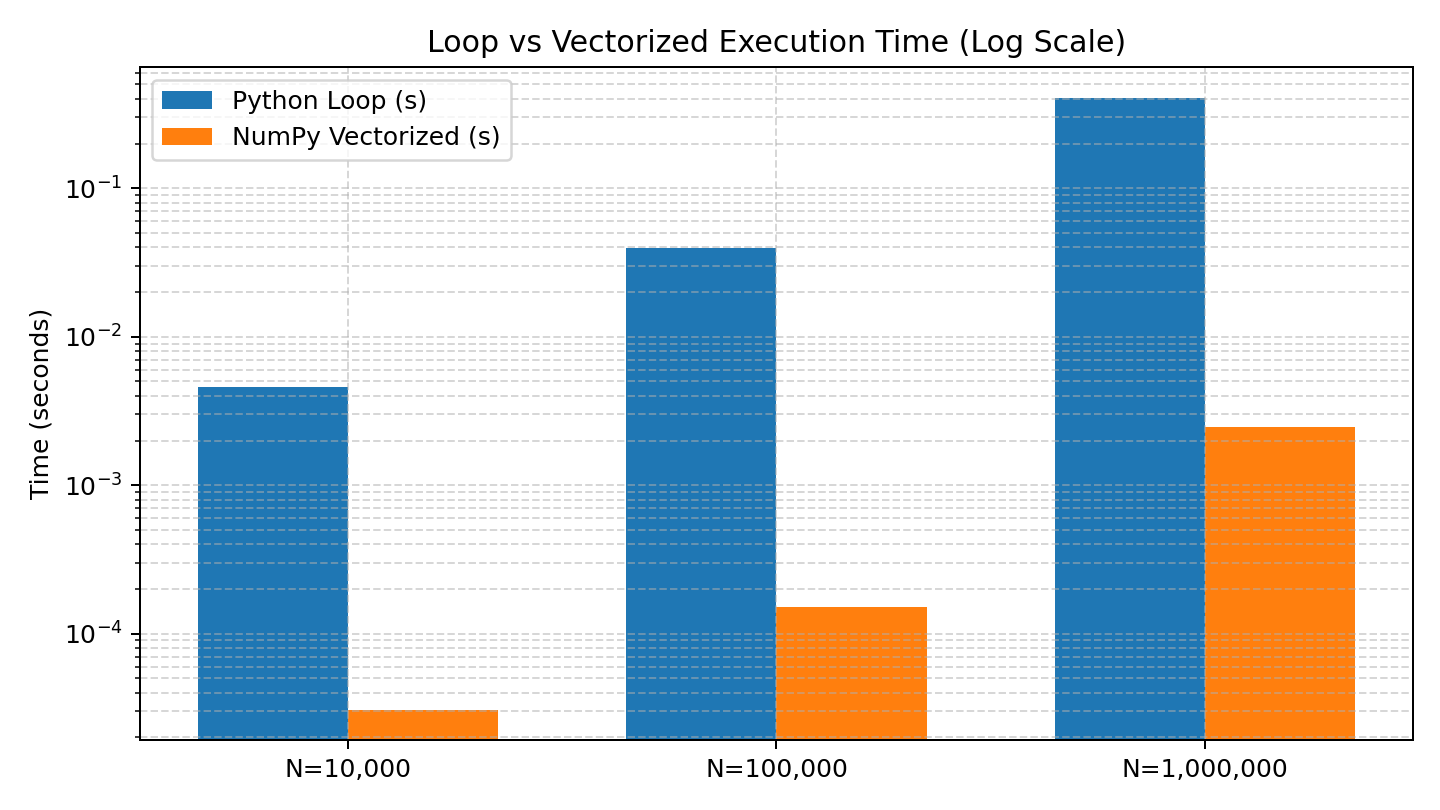 Loop vs Vectorized Execution Time (Log Scale)
Python Loop (s)
NumPy Vectorized (s)
Time (seconds)
10⁻¹
10⁻²
10⁻³
10⁻⁴
N=10,000
N=100,000
N=1,000,000